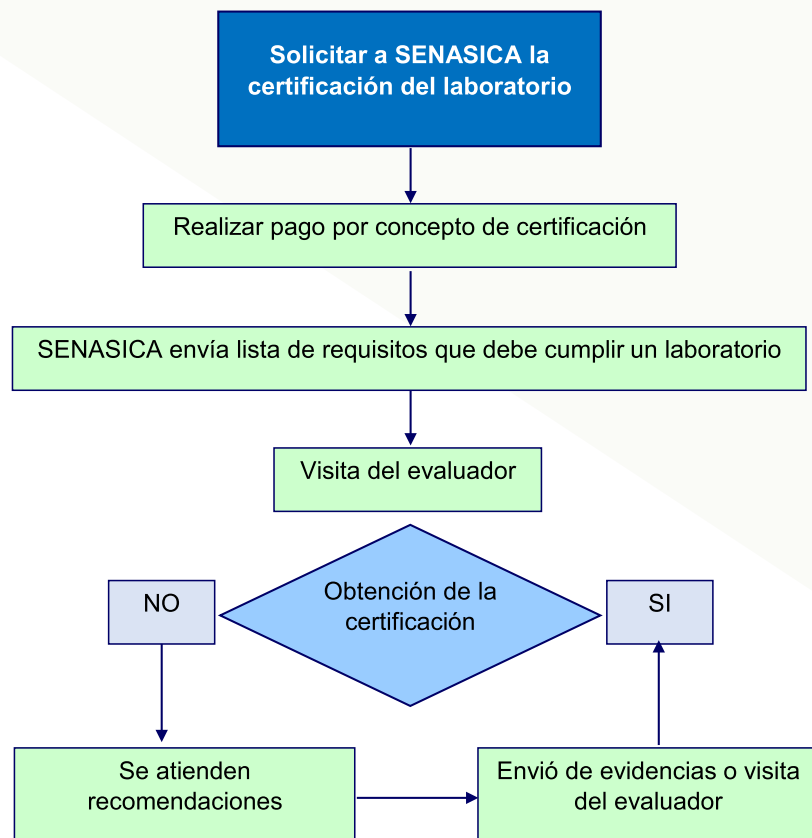 Solicitar a SENASICA la
certificación del laboratorio
Realizar pago por concepto de certificación
SENASICA envía lista de requisitos que debe cumplir un laboratorio
Visita del evaluador
Obtención de la
certificación
NO
SI
Se atienden
recomendaciones
Envió de evidencias o visita
del evaluador